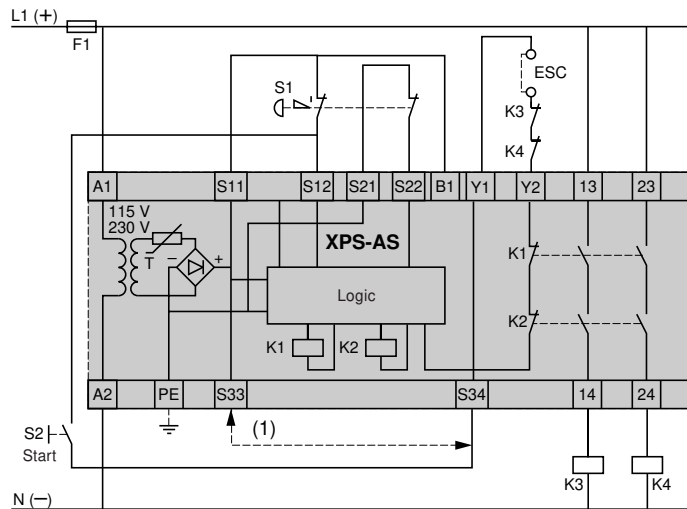 L1 (+)
F1
ESC
S1
K3
K4
A1
S11
S12
S21
S22
B1
Y1
Y2
13
23
115 V
230 V
XPS-AS
T
–
+
K1
Logic
K2
K1
K2
A2
PE
S33
S34
14
24
S2
Start
(1)
K3
K4
N (–)